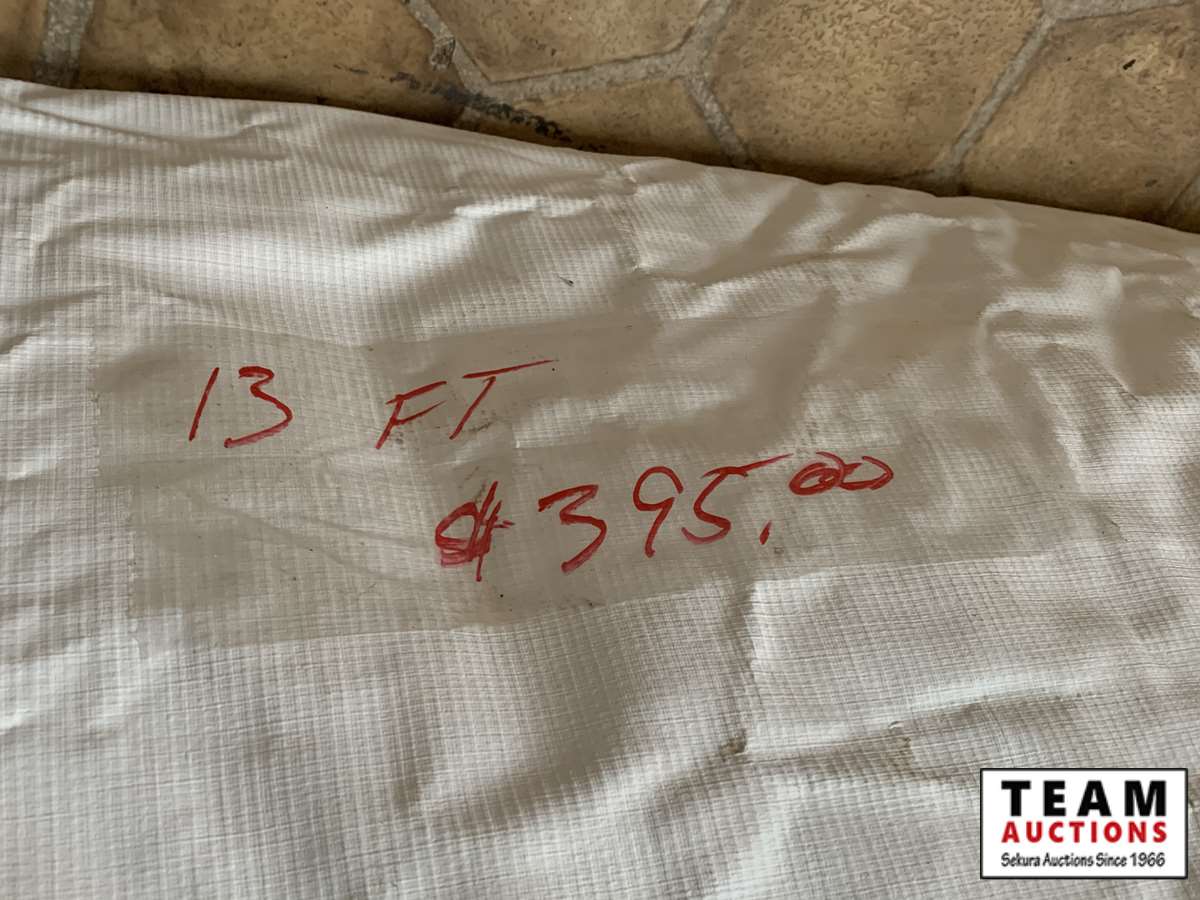 13 FT
$395.00
TEAM
AUCTIONS
Sekura Auctions Since 1966